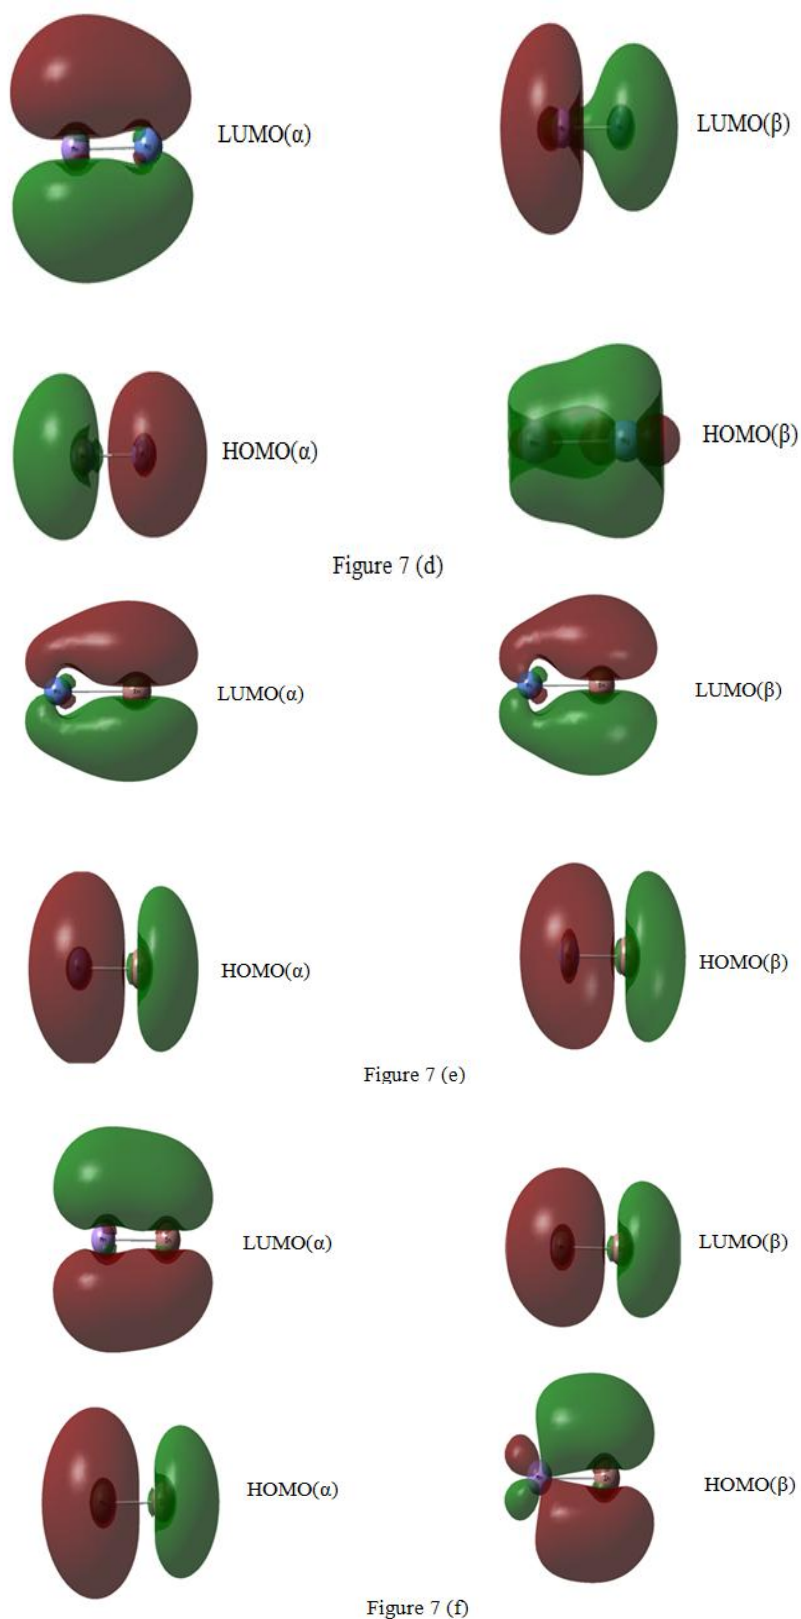 LUMO(α)
LUMO(β)
HOMO(α)
HOMO(β)
Figure 7 (d)
LUMO(α)
LUMO(β)
HOMO(α)
HOMO(β)
Figure 7 (e)
LUMO(α)
LUMO(β)
HOMO(α)
HOMO(β)
Figure 7 (f)